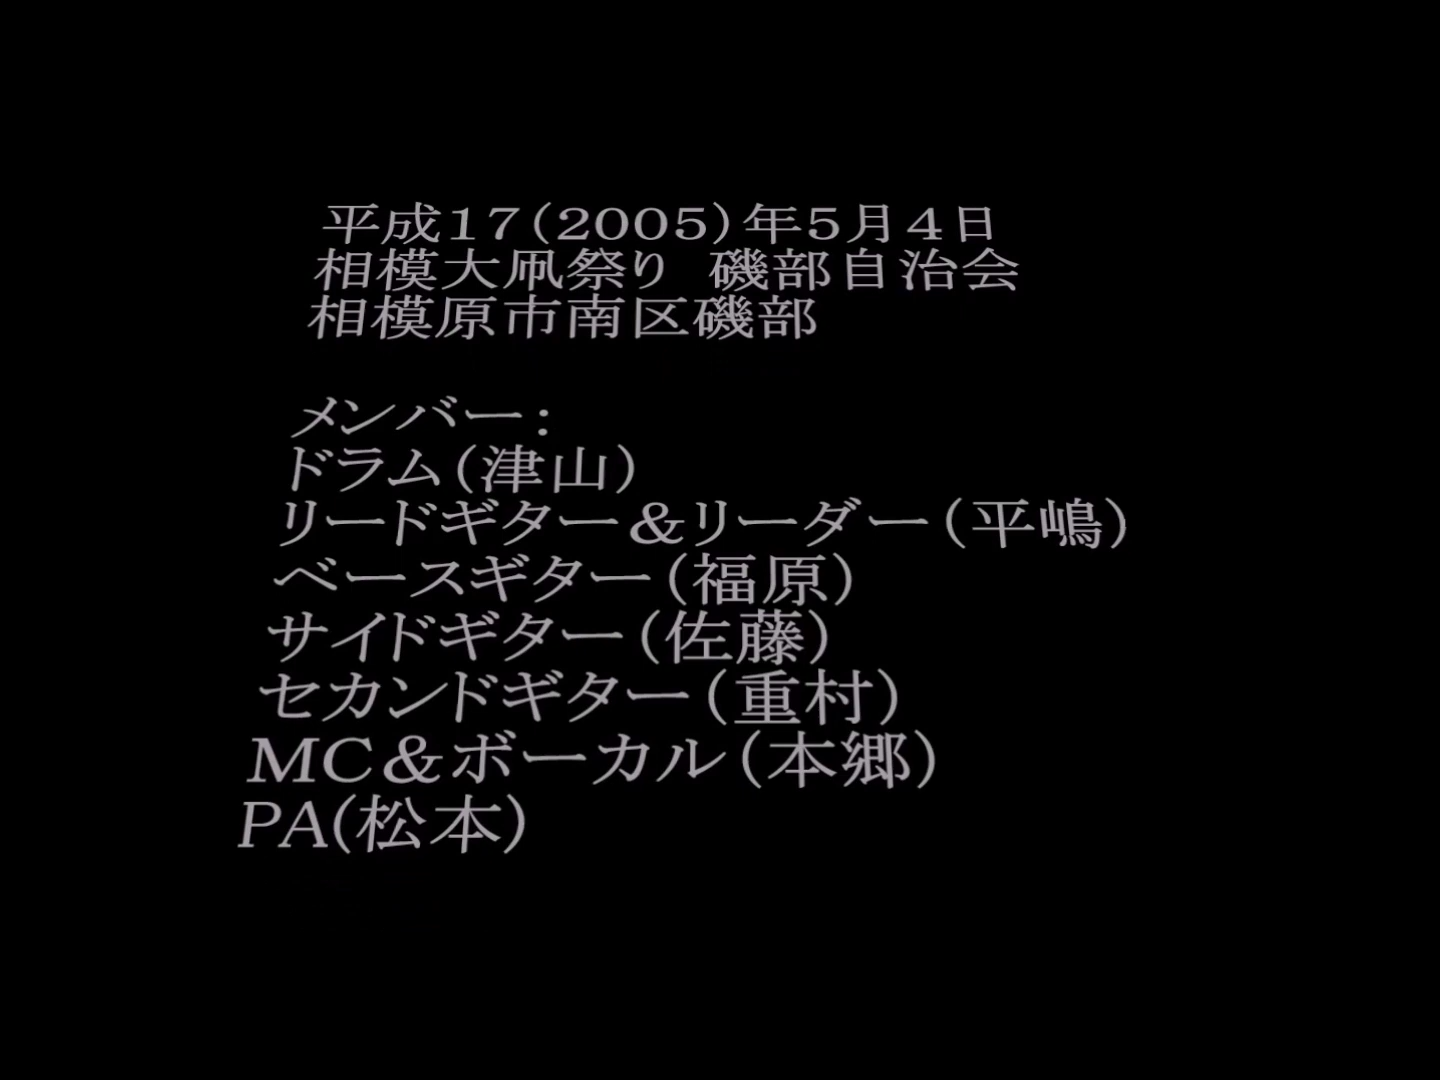 平成１７（２００５）年５月４日
相模大凧祭り　磯部自治会
相模原市南区磯部
メンバー：
ドラム（津山）
リードギター＆リーダー（平嶋）
ベースギター（福原）
サイドギター（佐藤）
セカンドギター（重村）
ＭＣ＆ボーカル（本郷）
PA(松本)